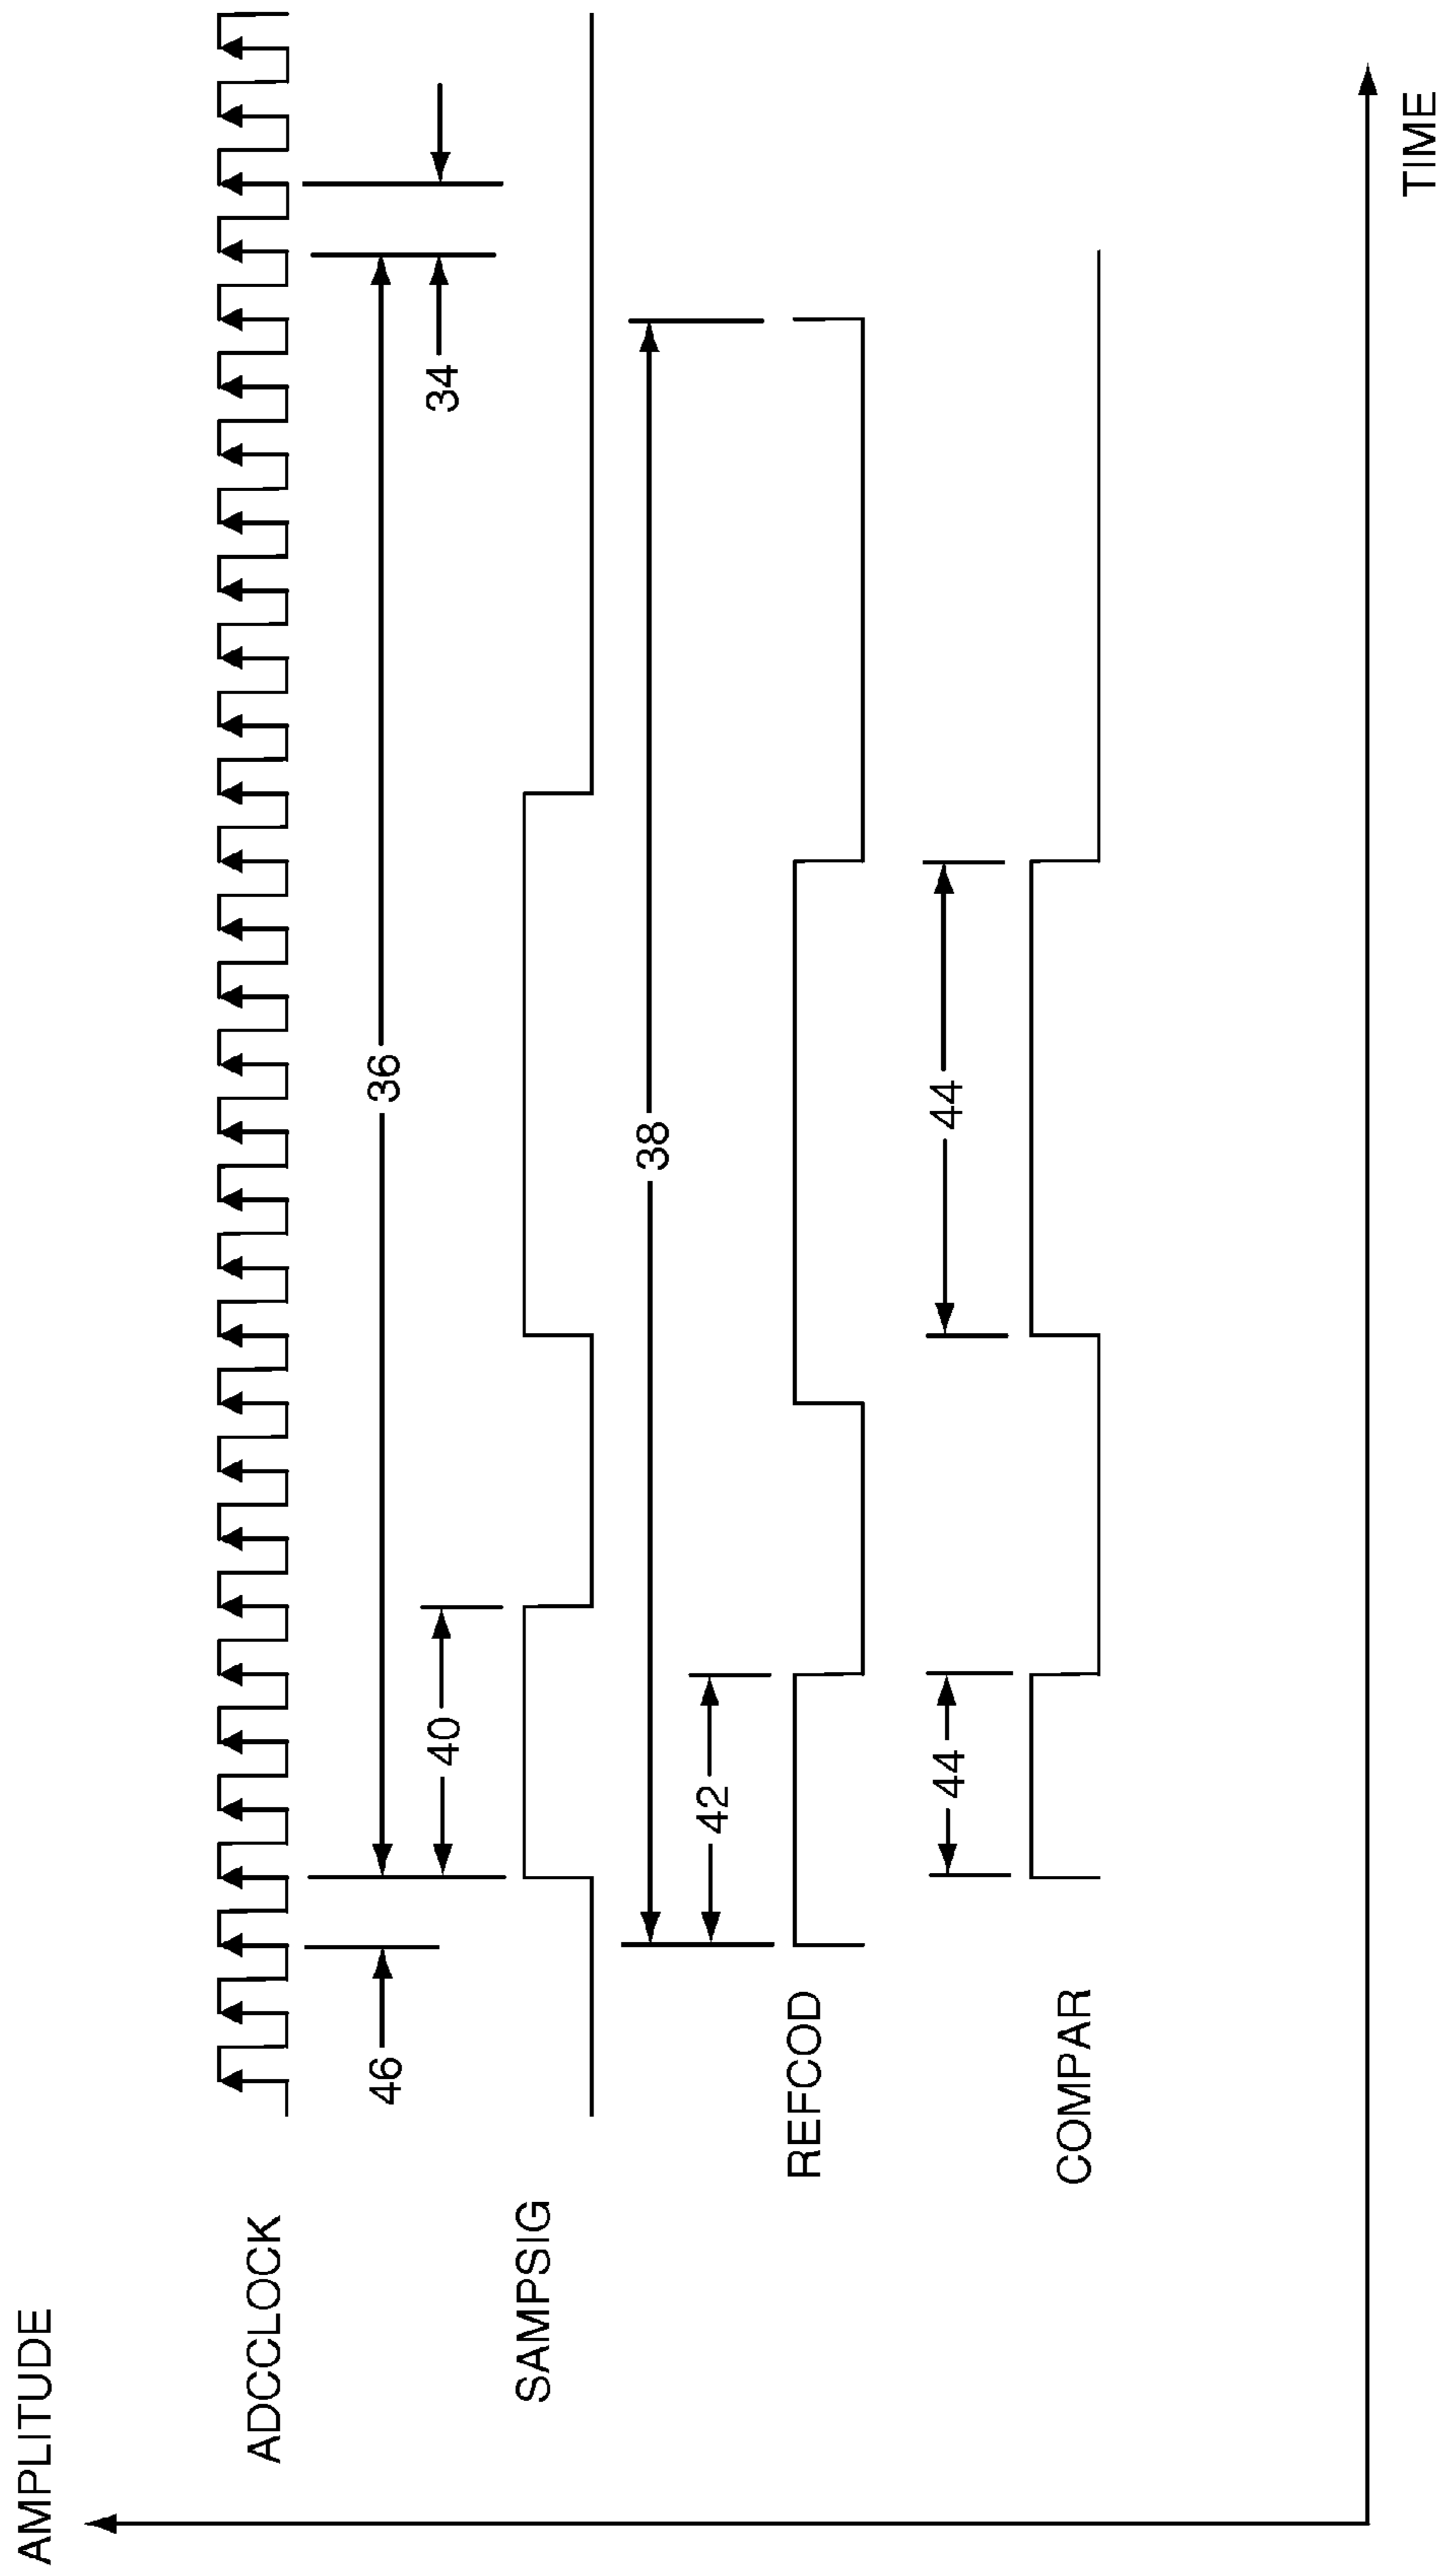 AMPLITUDE
ADCCLOCK
46
36
34
40
SAMPSIG
38
42
REFCOD
44
44
COMPAR
TIME